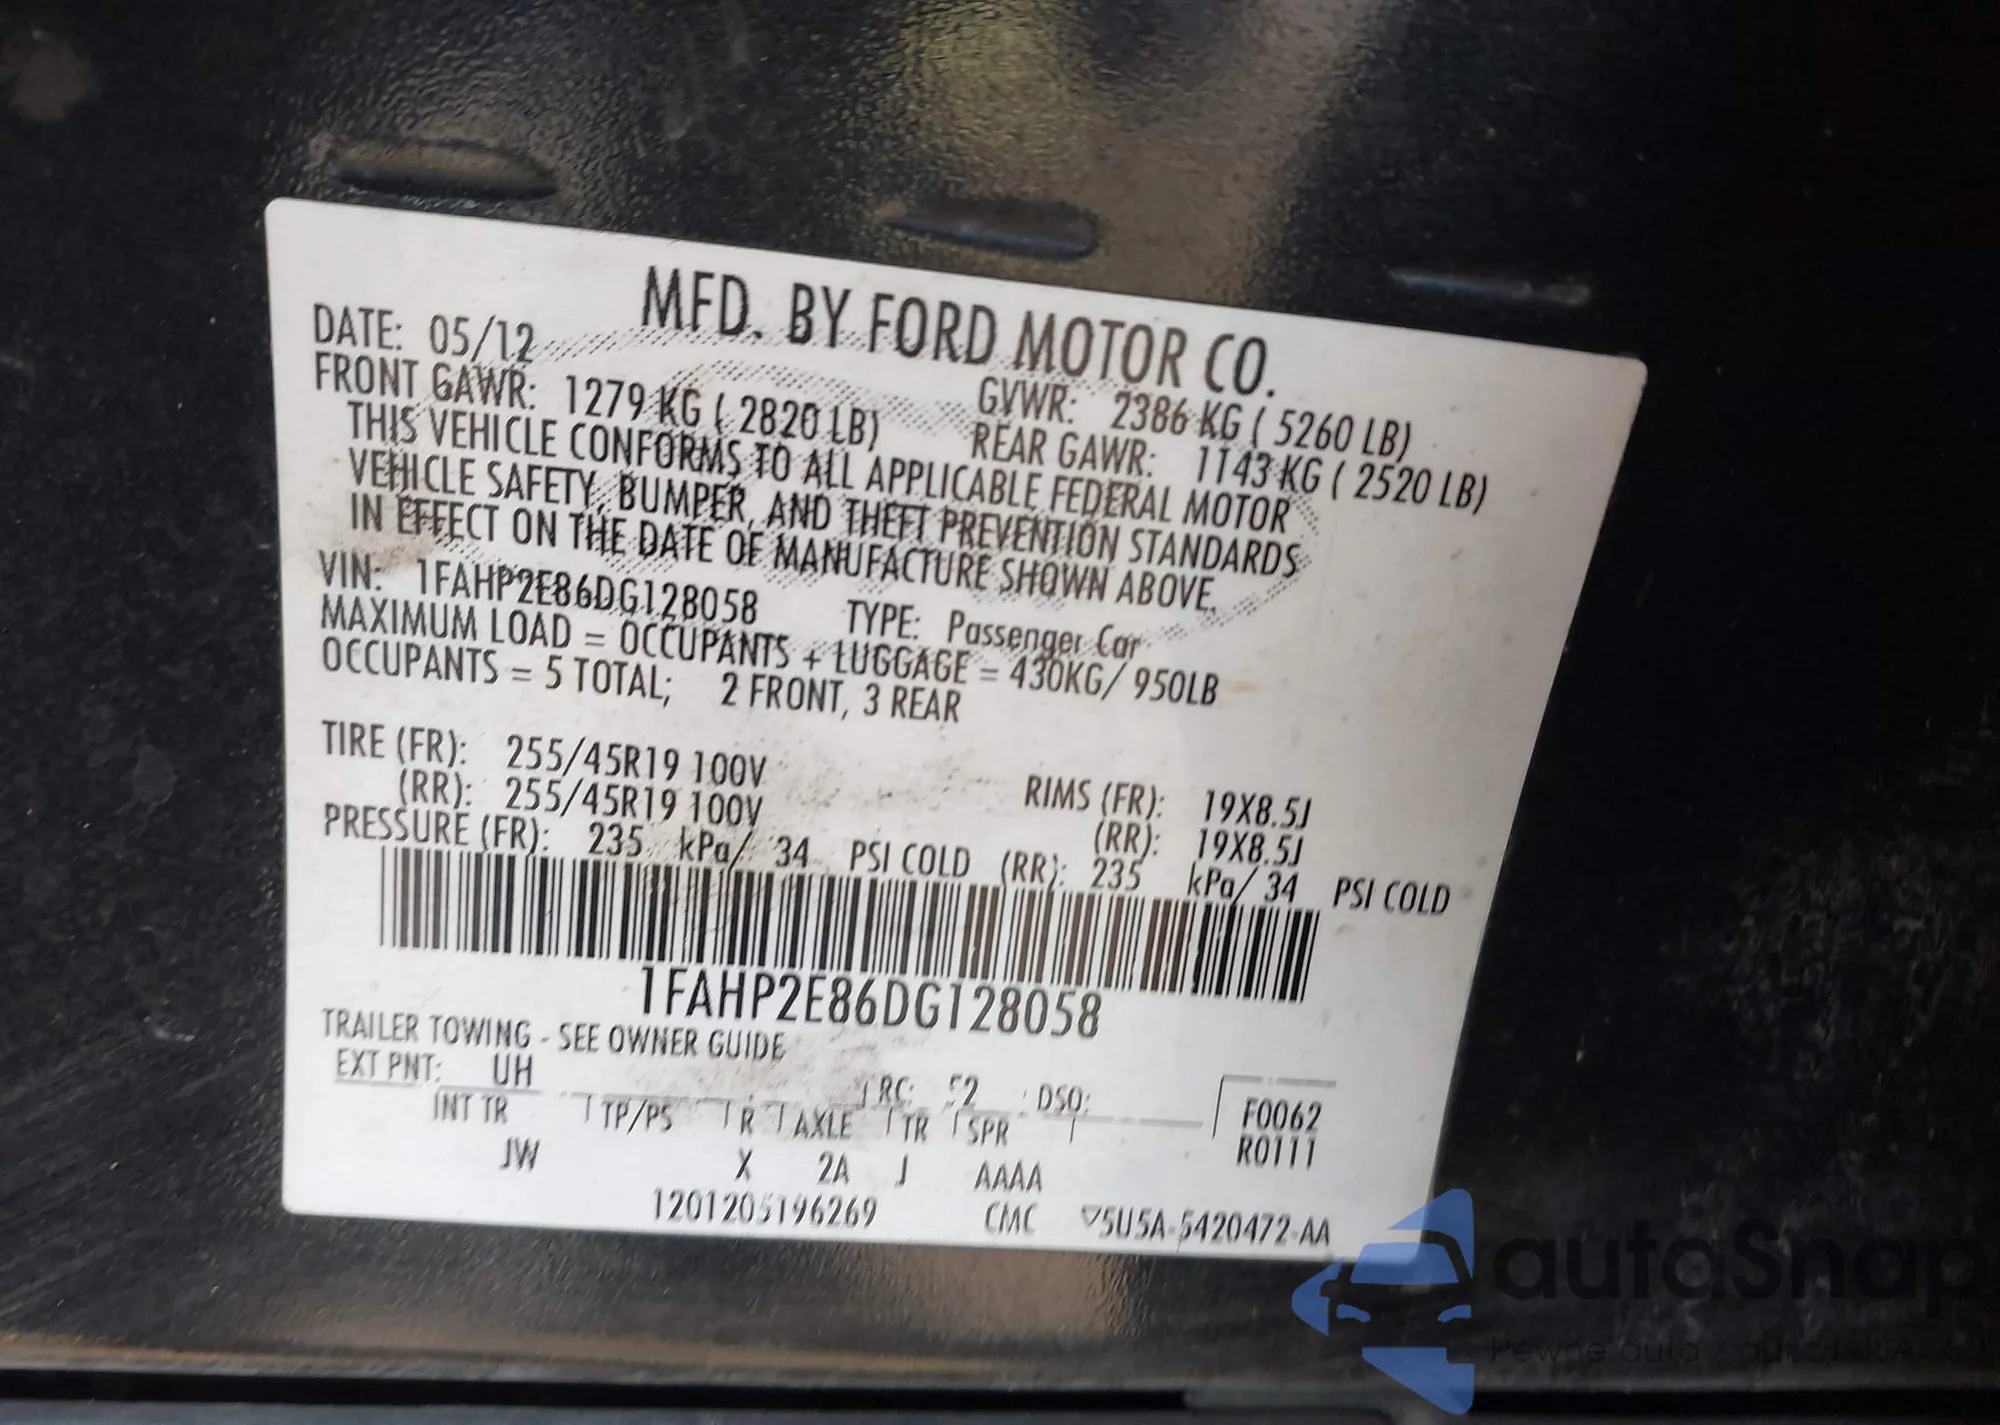 MFD. BY FORD MOTOR CO.
DATE: 05/12 GVWR: 2386 KG ( 5260 LB)
FRONT GAWR: 1279 KG ( 2820 LB) REAR GAWR: 1143 KG ( 2520 LB)
THIS VEHICLE CONFORMS TO ALL APPLICABLE FEDERAL MOTOR
VEHICLE SAFETY, BUMPER, AND THEFT PREVENTION STANDARDS
IN EFFECT ON THE DATE OF MANUFACTURE SHOWN ABOVE.
VIN: 1FAHP2E86DG128058 TYPE: Passenger Car
MAXIMUM LOAD = OCCUPANTS + LUGGAGE = 430KG/ 950LB
OCCUPANTS = 5 TOTAL; 2 FRONT, 3 REAR
TIRE (FR): 255/45R19 100V RIMS (FR): 19X8.5J
(RR): 255/45R19 100V (RR): 19X8.5J
PRESSURE (FR): 235 kPa/ 34 PSI COLD (RR): 235 kPa/ 34 PSI COLD
1FAHP2E86DG128058
TRAILER TOWING - SEE OWNER GUIDE
EXT PNT: UH RC: 52 DSO:
INT TR TP/PS R AXLE TR SPR F0062
JW X 2A J AAAA R0111
1201205196269 CMC 5U5A-5420472-AA
autaSnap
Pewne auta z aukcji USA